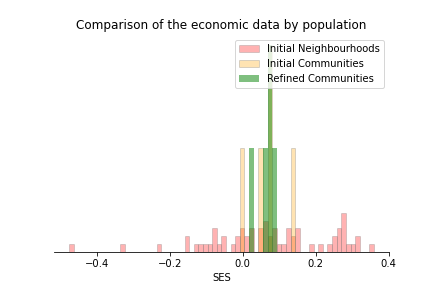 Comparison of the economic data by population
Initial Neighbourhoods
Initial Communities
Refined Communities
−0.4 −0.2 0.0 0.2 0.4
SES